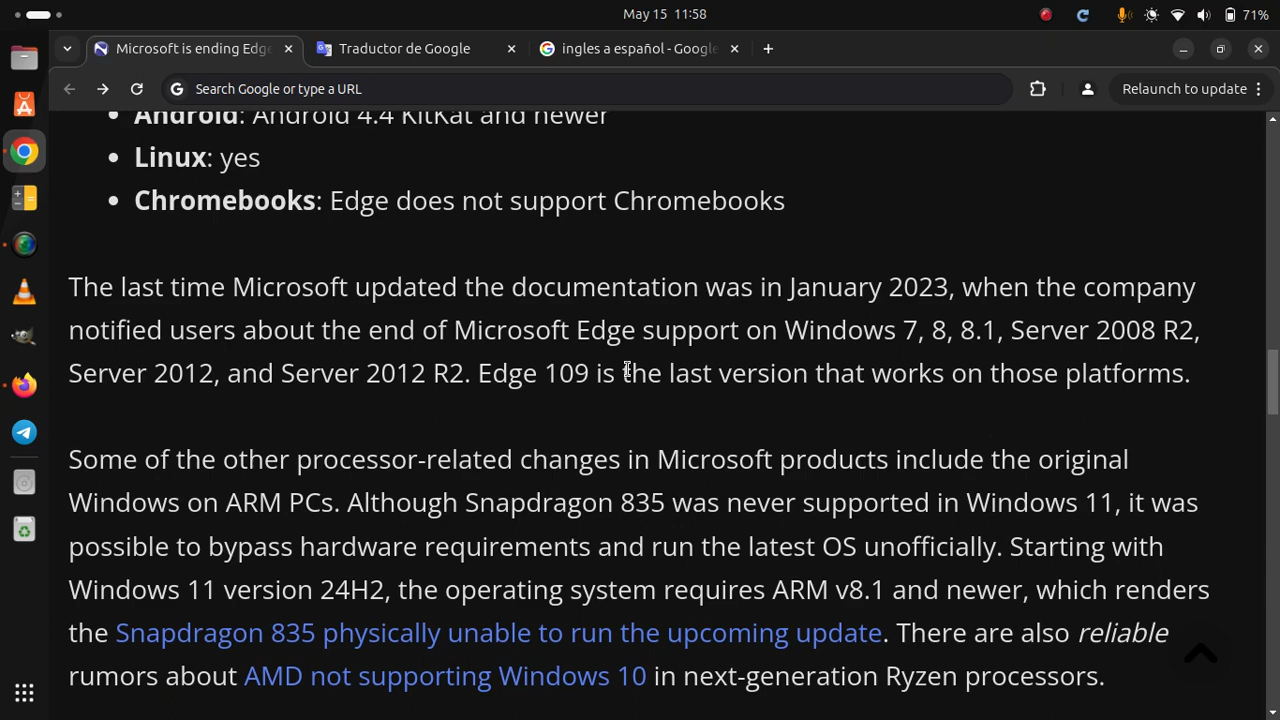 May 15 11:58
71%
Microsoft is ending Edge
Traductor de Google
ingles a español - Google
Search Google or type a URL
Relaunch to update
• Android: Android 4.4 KitKat and newer
• Linux: yes
• Chromebooks: Edge does not support Chromebooks
The last time Microsoft updated the documentation was in January 2023, when the company
notified users about the end of Microsoft Edge support on Windows 7, 8, 8.1, Server 2008 R2,
Server 2012, and Server 2012 R2. Edge 109 is the last version that works on those platforms.
Some of the other processor-related changes in Microsoft products include the original
Windows on ARM PCs. Although Snapdragon 835 was never supported in Windows 11, it was
possible to bypass hardware requirements and run the latest OS unofficially. Starting with
Windows 11 version 24H2, the operating system requires ARM v8.1 and newer, which renders
the Snapdragon 835 physically unable to run the upcoming update. There are also reliable
rumors about AMD not supporting Windows 10 in next-generation Ryzen processors.